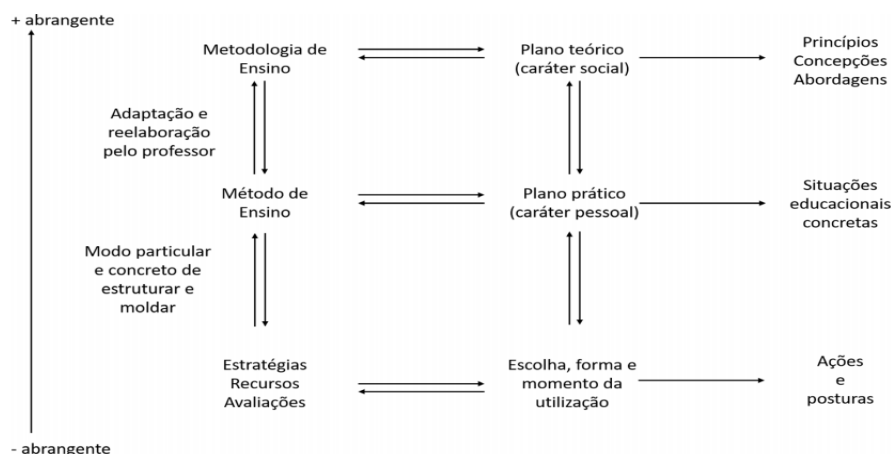 + abrangente
Metodologia de
Ensino
Plano teórico
(caráter social)
Princípios
Concepções
Abordagens
Adaptação e
reelaboração
pelo professor
Método de
Ensino
Plano prático
(caráter pessoal)
Situações
educacionais
concretas
Modo particular
e concreto de
estruturar e
moldar
Estratégias
Recursos
Avaliações
Escolha, forma e
momento da
utilização
Ações
e
posturas
- abrangente